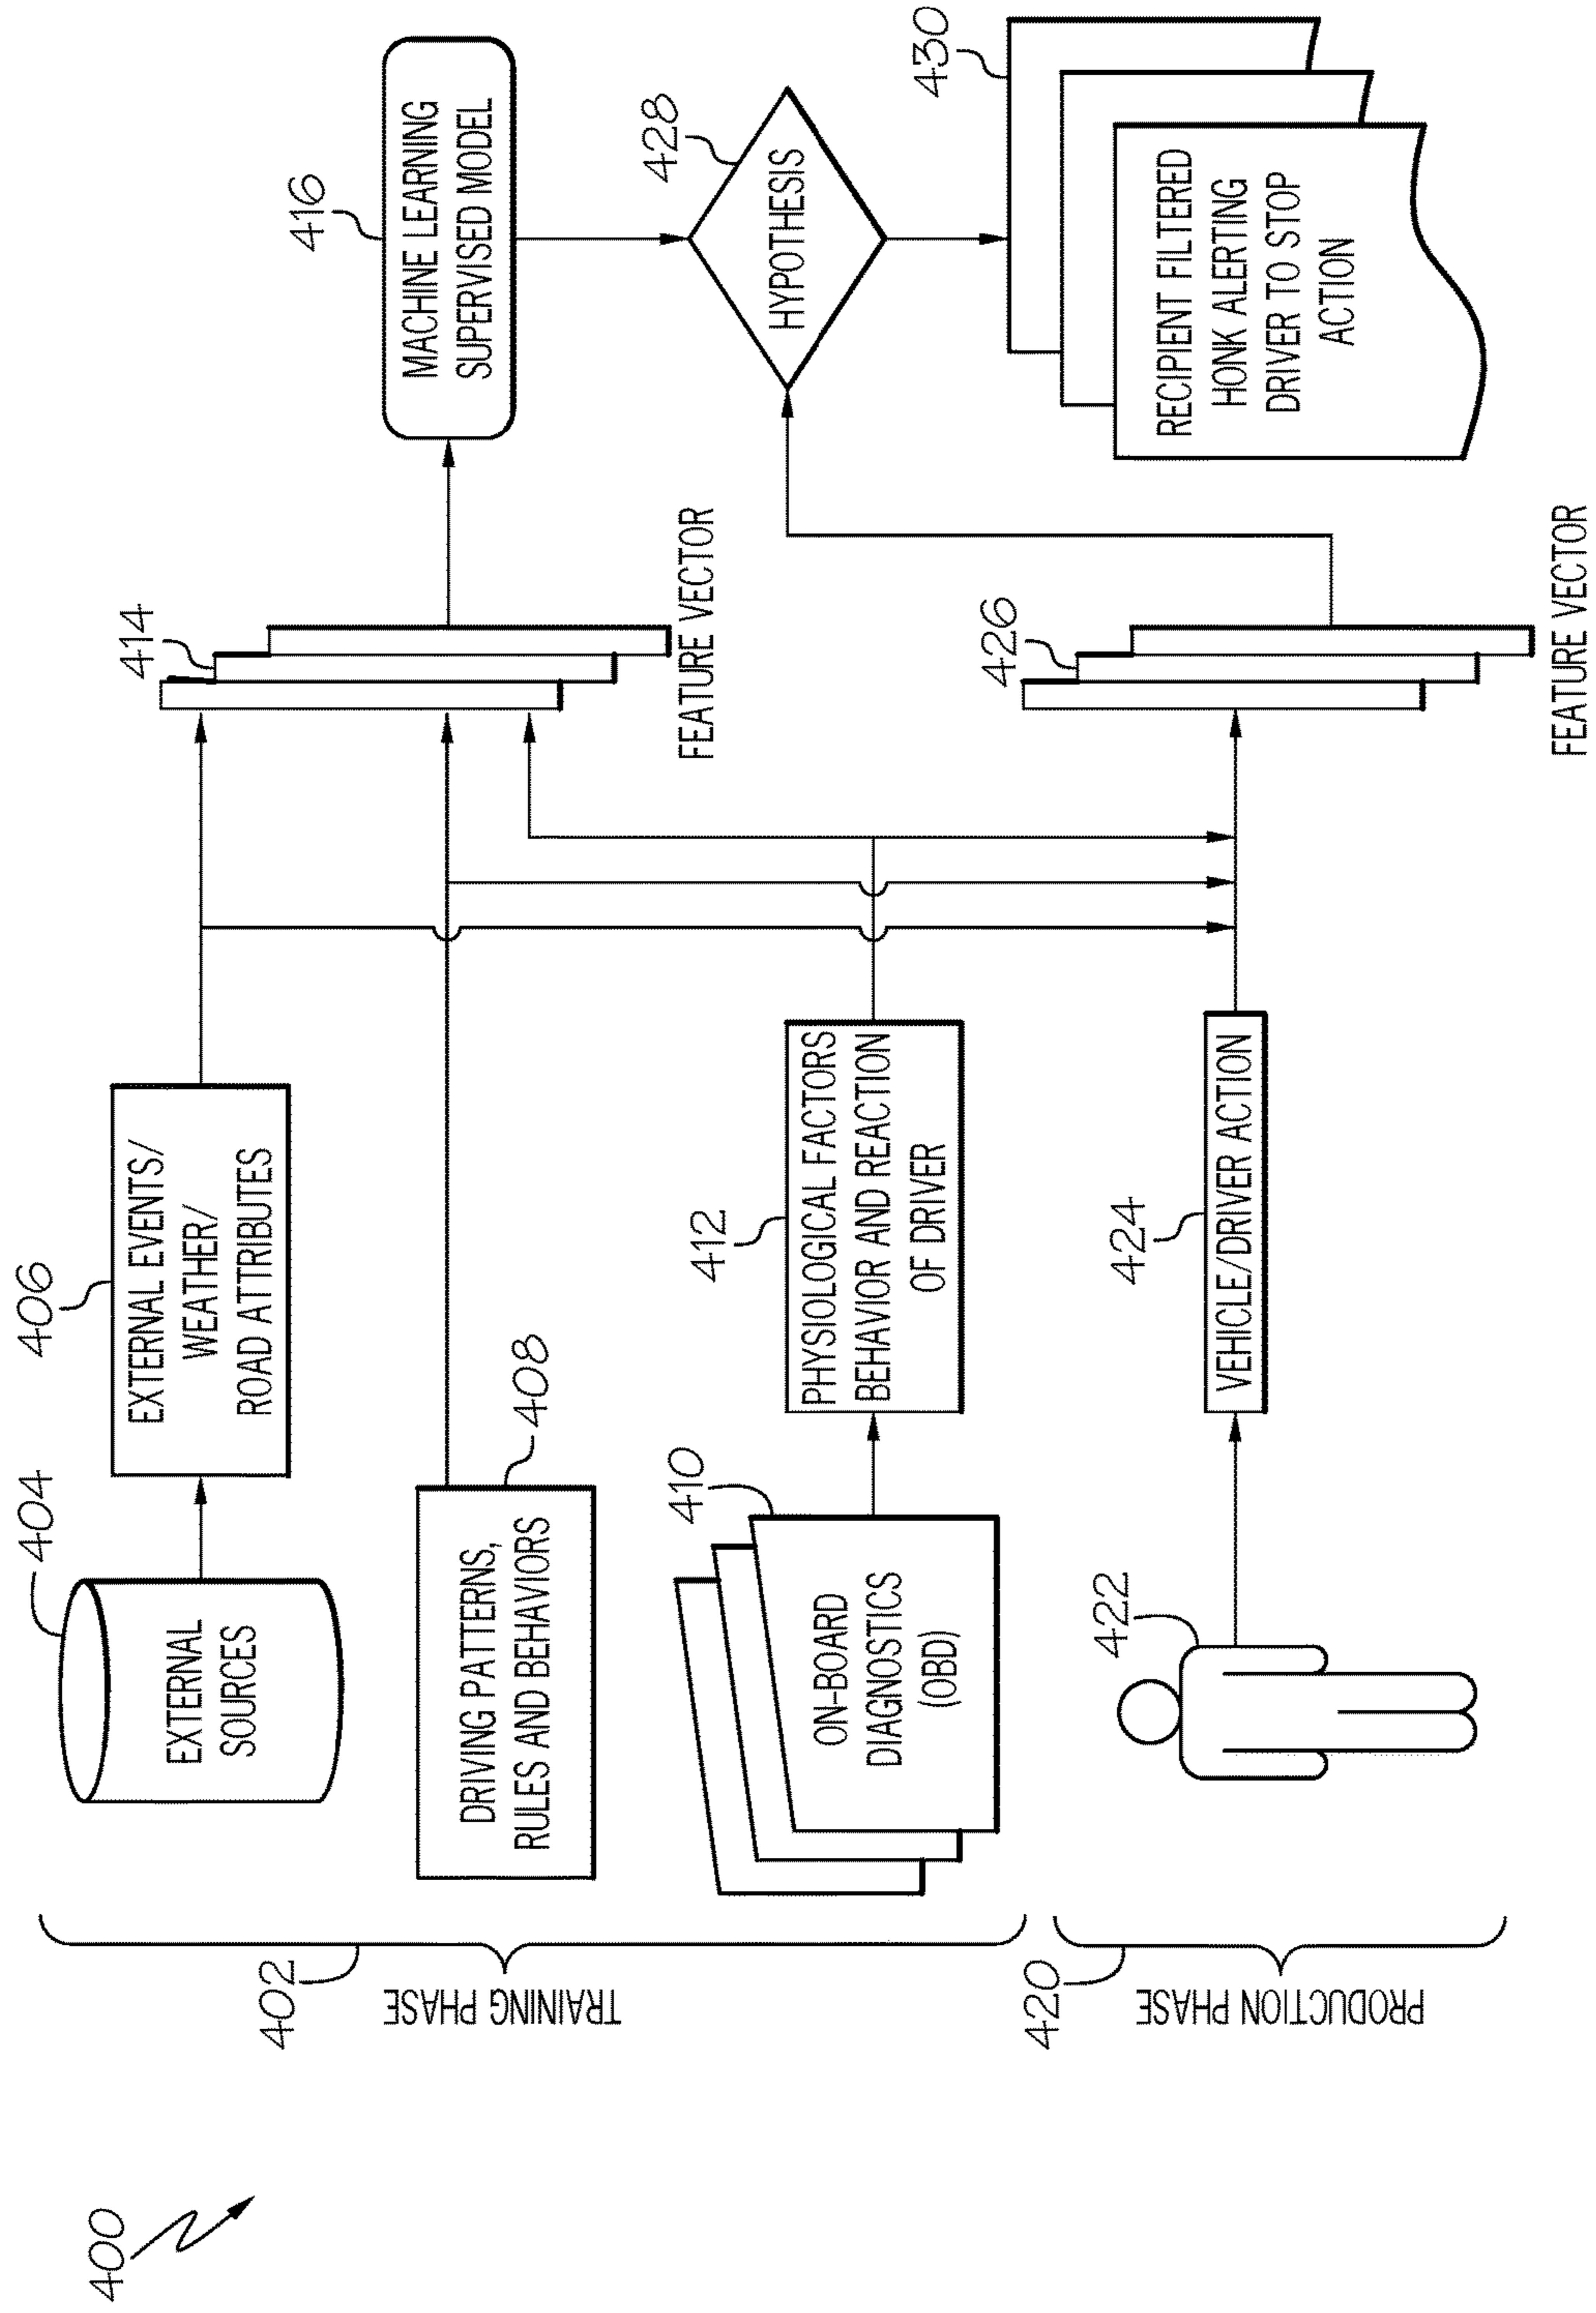 400
402
TRAINING PHASE
404
EXTERNAL
SOURCES
406
EXTERNAL EVENTS/
WEATHER/
ROAD ATTRIBUTES
408
DRIVING PATTERNS,
RULES AND BEHAVIORS
410
ON-BOARD
DIAGNOSTICS
(OBD)
412
PHYSIOLOGICAL FACTORS
BEHAVIOR AND REACTION
OF DRIVER
414
FEATURE VECTOR
416
MACHINE LEARNING
SUPERVISED MODEL
420
PRODUCTION PHASE
422
424
VEHICLE/DRIVER ACTION
426
FEATURE VECTOR
428
HYPOTHESIS
430
RECIPIENT FILTERED
HONK ALERTING
DRIVER TO STOP
ACTION